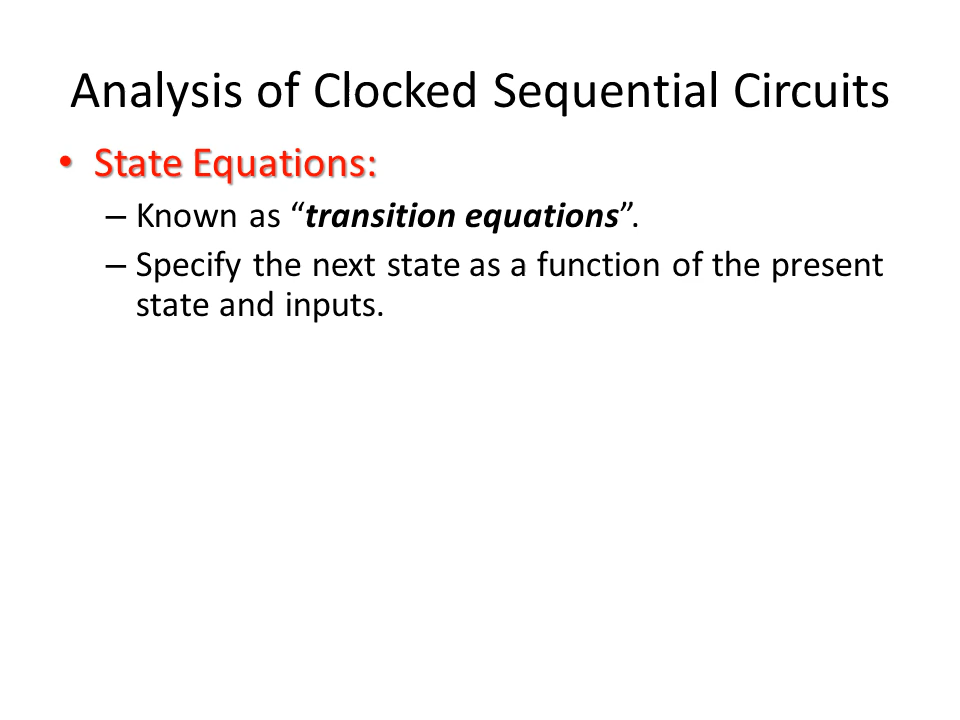 Analysis of Clocked Sequential Circuits
• State Equations:
– Known as “transition equations”.
– Specify the next state as a function of the present
state and inputs.